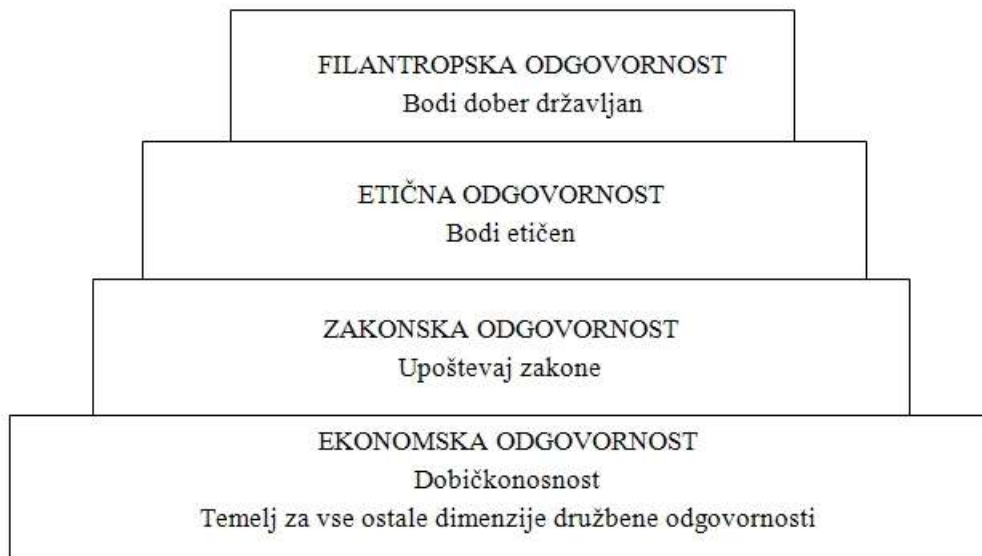 FILANTROPSKA ODGOVORNOST
Bodi dober državljan
ETIČNA ODGOVORNOST
Bodi etičen
ZAKONSKA ODGOVORNOST
Upoštevaj zakone
EKONOMSKA ODGOVORNOST
Dobičkonosnost
Temelj za vse ostale dimenzije družbene odgovornosti